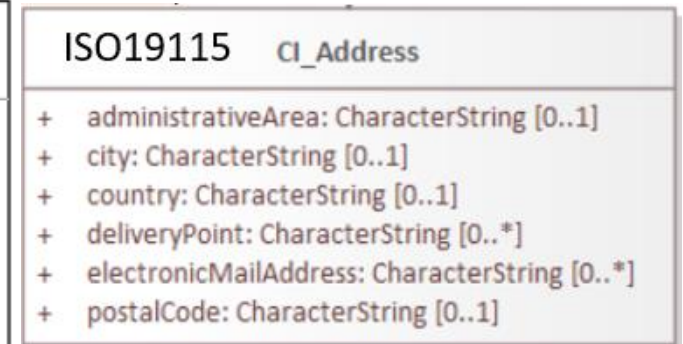 ISO19115 CI_Address
+ administrativeArea: CharacterString [0..1]
+ city: CharacterString [0..1]
+ country: CharacterString [0..1]
+ deliveryPoint: CharacterString [0..*]
+ electronicMailAddress: CharacterString [0..*]
+ postalCode: CharacterString [0..1]